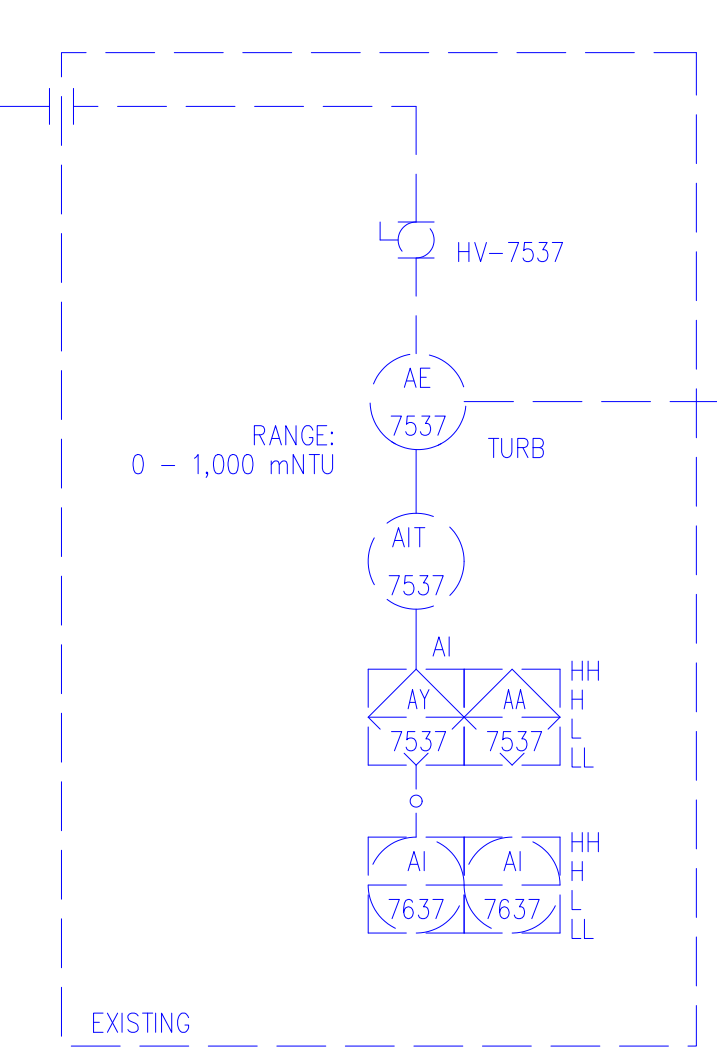 HV-7537
AE
7537
RANGE:
0 - 1,000 mNTU
TURB
AIT
7537
AI
AY
7537
AA
7537
HH
H
L
LL
AI
7637
AI
7637
HH
H
L
LL
EXISTING